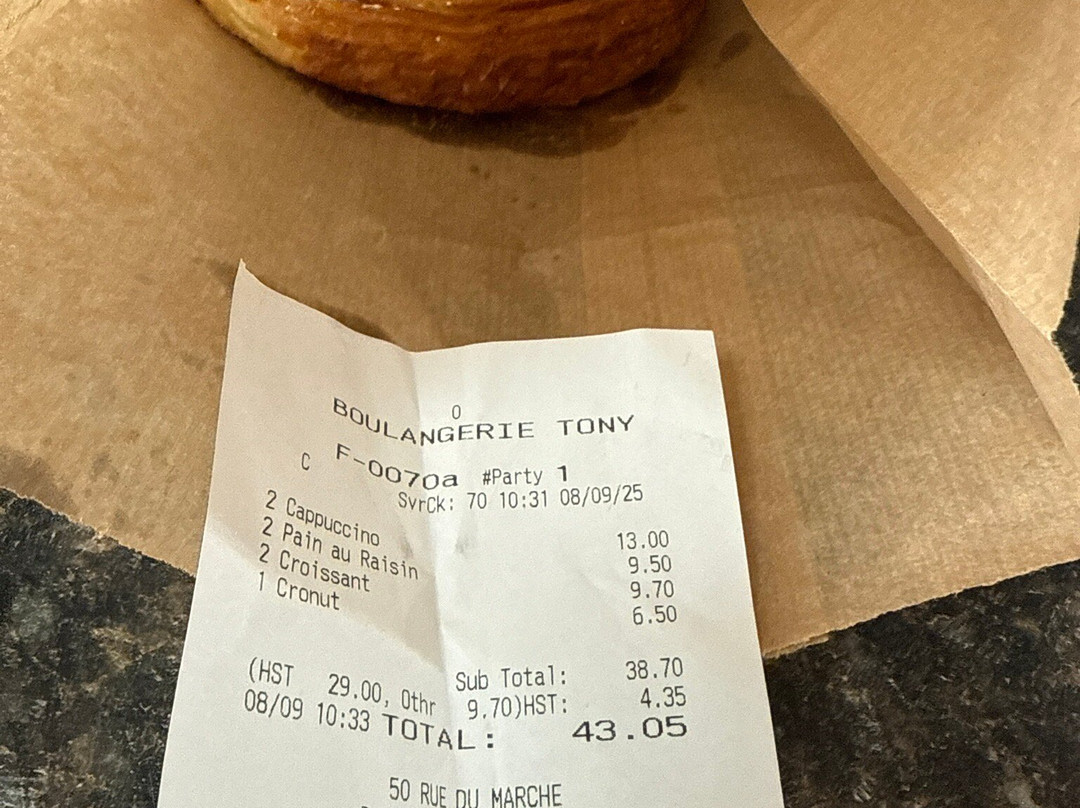 0
BOULANGERIE TONY
C F-0070a #Party 1
SvrCk: 70 10:31 08/09/25
2 Cappuccino 13.00
2 Pain au Raisin 9.50
2 Croissant 9.70
1 Cronut 6.50
Sub Total: 38.70
(HST 29.00, Othr 9.70)HST: 4.35
08/09 10:33 TOTAL: 43.05
50 RUE DU MARCHE